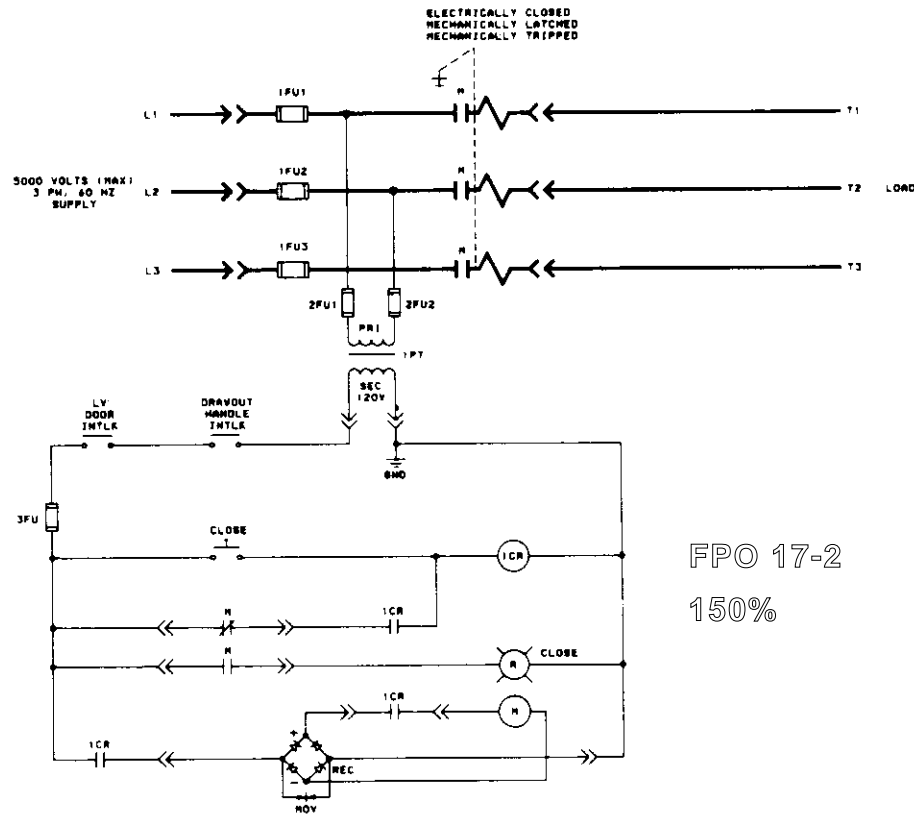 ELECTRICALLY CLOSED
MECHANICALLY LATCHED
MECHANICALLY TRIPPED
1FU1
M
L1
T1
5000 VOLTS (MAX)
3 PH, 60 HZ
SUPPLY
1FU2
M
L2
T2 LOAD
1FU3
M
L3
T3
2FU1
2FU2
PRI
1PT
SEC
120V
LV
DOOR
INTLK
DRAWOUT
HANDLE
INTLK
GND
3FU
CLOSE
1CR
FPO 17-2
150%
M
1CR
M
R
CLOSE
1CR
M
1CR
+
REC
-
MOV